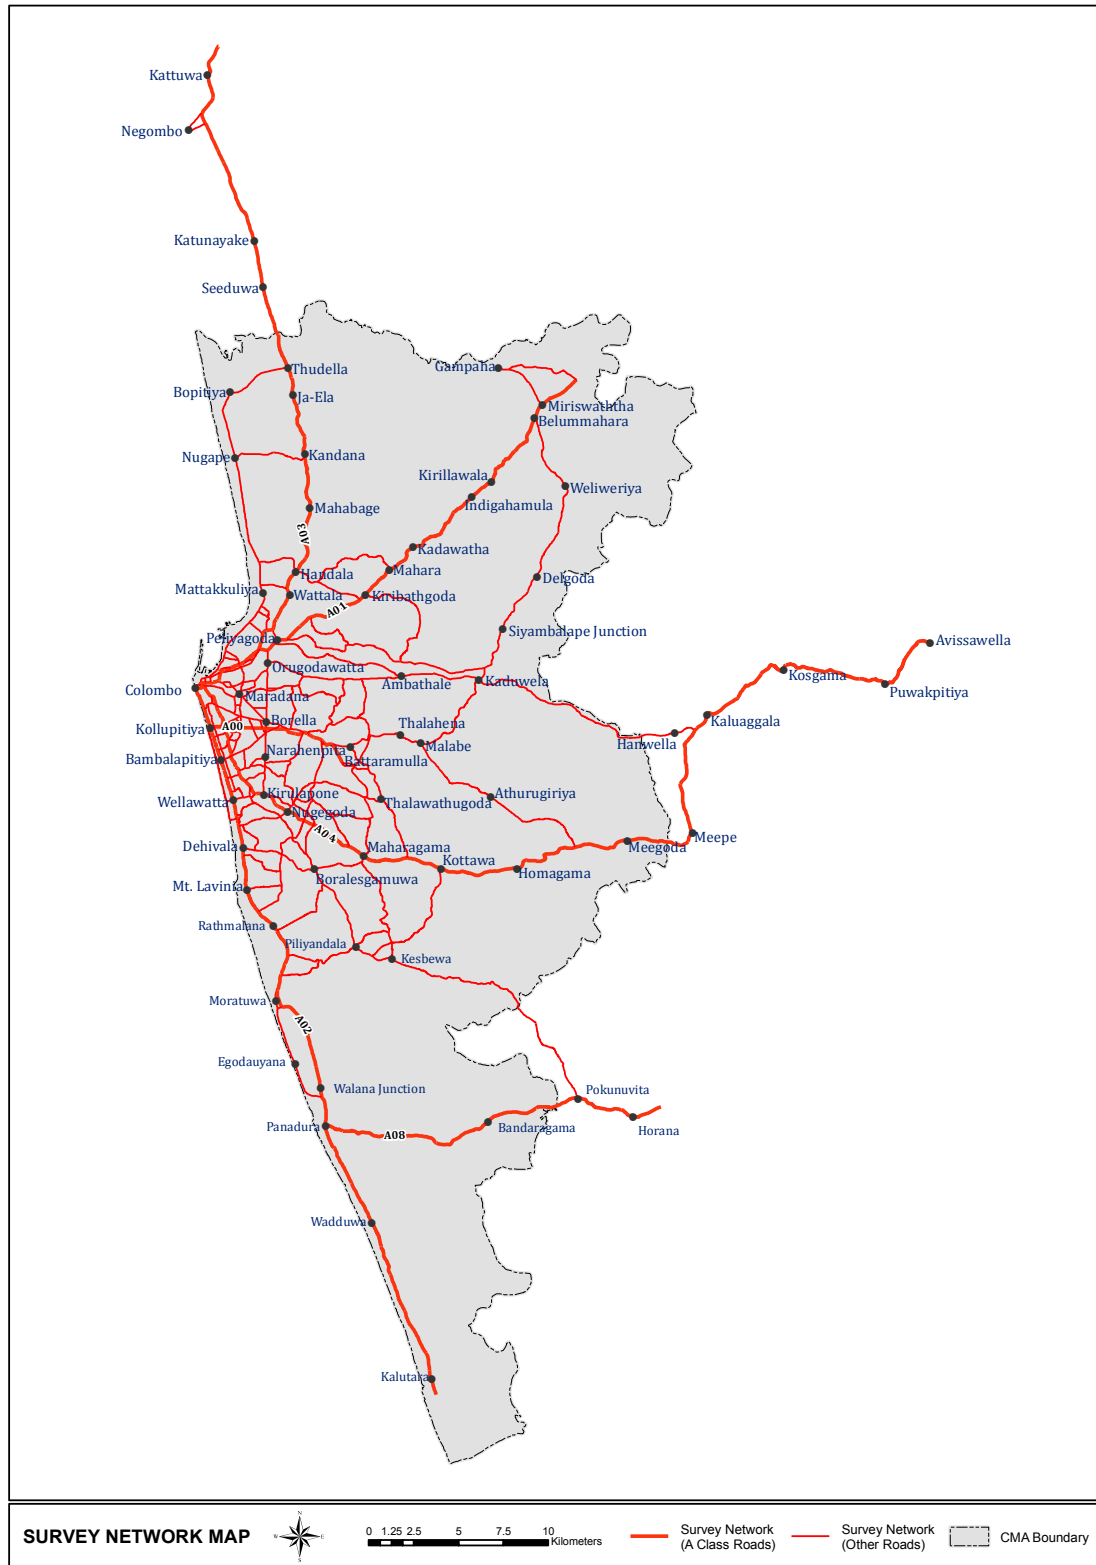 Kattuwa
Negombo
Katunayake
Seeduwa
Thudella
Gampaha
Bopitiya
Ja-Ela
Miriswaththa
Belummahara
Nugape
Kandana
Kirillawala
Weliweriya
Indigahamula
Mahabage
A03
Kadawatha
Handala
Mahara
Delgoda
Mattakkuliya
Wattala
Kiribathgoda
A01
Siyambalape Junction
Peliyagoda
Avissawella
Orugodawatta
Kosgama
Ambathale
Kaduwela
Puwakpitiya
Colombo
Maradana
Kaluaggala
Kollupitiya
A00
Borella
Thalahena
Hanwella
Malabe
Narahenpita
Bambalapitiya
Battaramulla
Kirulapone
Athurugiriya
Wellawatta
Thalawathugoda
Nugegoda
A04
Meepe
Dehivala
Maharagama
Meegoda
Kottawa
Boralesgamuwa
Homagama
Mt. Lavinia
Rathmalana
Piliyandala
Kesbewa
Moratuwa
A02
Egodauyana
Walana Junction
Pokunuvita
Panadura
A08
Bandaragama
Horana
Wadduwa
Kalutara
SURVEY NETWORK MAP
N
W
E
S
0 1.25 2.5 5 7.5 10
Kilometers
Survey Network
(A Class Roads)
Survey Network
(Other Roads)
CMA Boundary